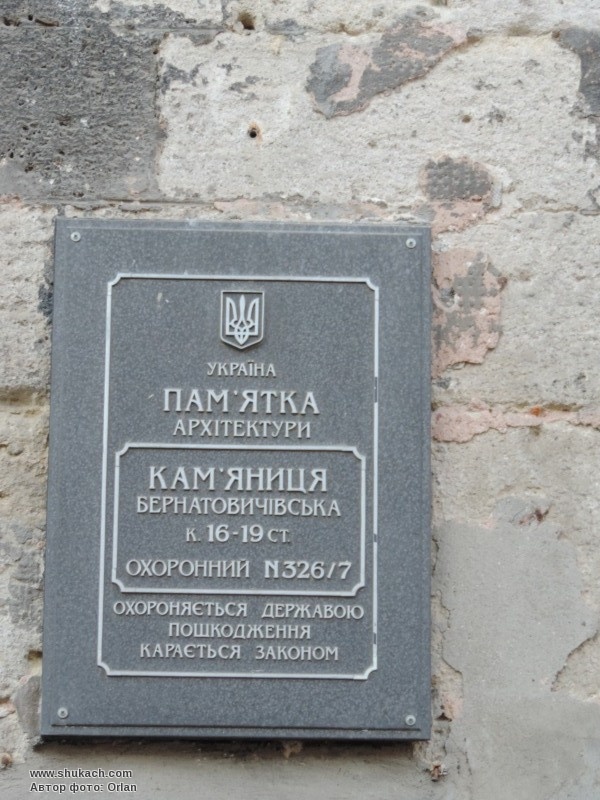 УКРАЇНА
ПАМ'ЯТКА
АРХІТЕКТУРИ
КАМ'ЯНИЦЯ
БЕРНАТОВИЧІВСЬКА
к. 16-19 ст.
ОХОРОННИЙ N326/7
ОХОРОНЯЄТЬСЯ ДЕРЖАВОЮ
ПОШКОДЖЕННЯ
КАРАЄТЬСЯ ЗАКОНОМ
www.shukach.com
Автор фото: Orlan